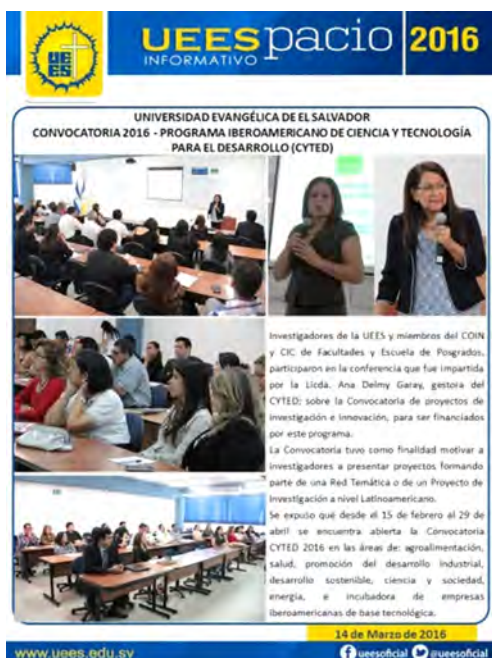 UEESpacio 2016
INFORMATIVO
UE
ES
UNIVERSIDAD EVANGÉLICA DE EL SALVADOR
CONVOCATORIA 2016 - PROGRAMA IBEROAMERICANO DE CIENCIA Y TECNOLOGÍA
PARA EL DESARROLLO (CYTED)
Investigadores de la UEES y miembros del COIN
y CIC de Facultades y Escuela de Posgrados,
participaron en la conferencia que fue impartida
por la Licda. Ana Delmy Garay, gestora del
CYTED; sobre la Convocatoria de proyectos de
investigación e innovación, para ser financiados
por este programa.
La Convocatoria tuvo como finalidad motivar a
investigadores a presentar proyectos formando
parte de una Red Temática o de un Proyecto de
Investigación a nivel Latinoamericano.
Se expuso que desde el 15 de febrero al 29 de
abril se encuentra abierta la Convocatoria
CYTED 2016 en las áreas de: agroalimentación,
salud, promoción del desarrollo industrial,
desarrollo sostenible, ciencia y sociedad,
energía, e incubadora de empresas
iberoamericanas de base tecnológica.
14 de Marzo de 2016
www.uees.edu.sv
ueesoficial @ueesoficial